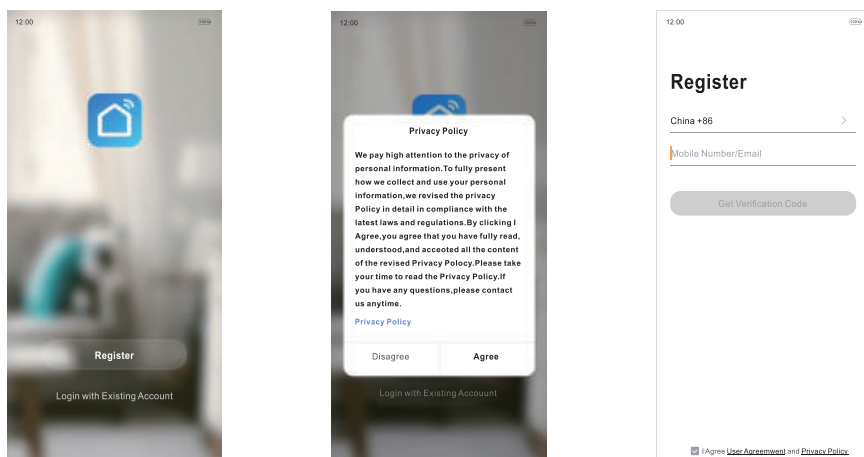 12:00
100%
Register
Login with Existing Account
12:00
100%
Privacy Policy
We pay high attention to the privacy of
personal information.To fully present
how we collect and use your personal
information,we revised the privacy
Policy in detail in compliance with the
latest laws and regulations.By clicking I
Agree,you agree that you have fully read,
understood,and acceoted all the content
of the revised Privacy Polocy.Please take
your time to read the Privacy Policy.If
you have any questions,please contact
us anytime.
Privacy Policy
Disagree
Agree
Login with Existing Accouunt
12:00
100%
Register
China +86
Mobile Number/Email
Get Verification Code
I Agree User Agreemwent and Privacy Policy